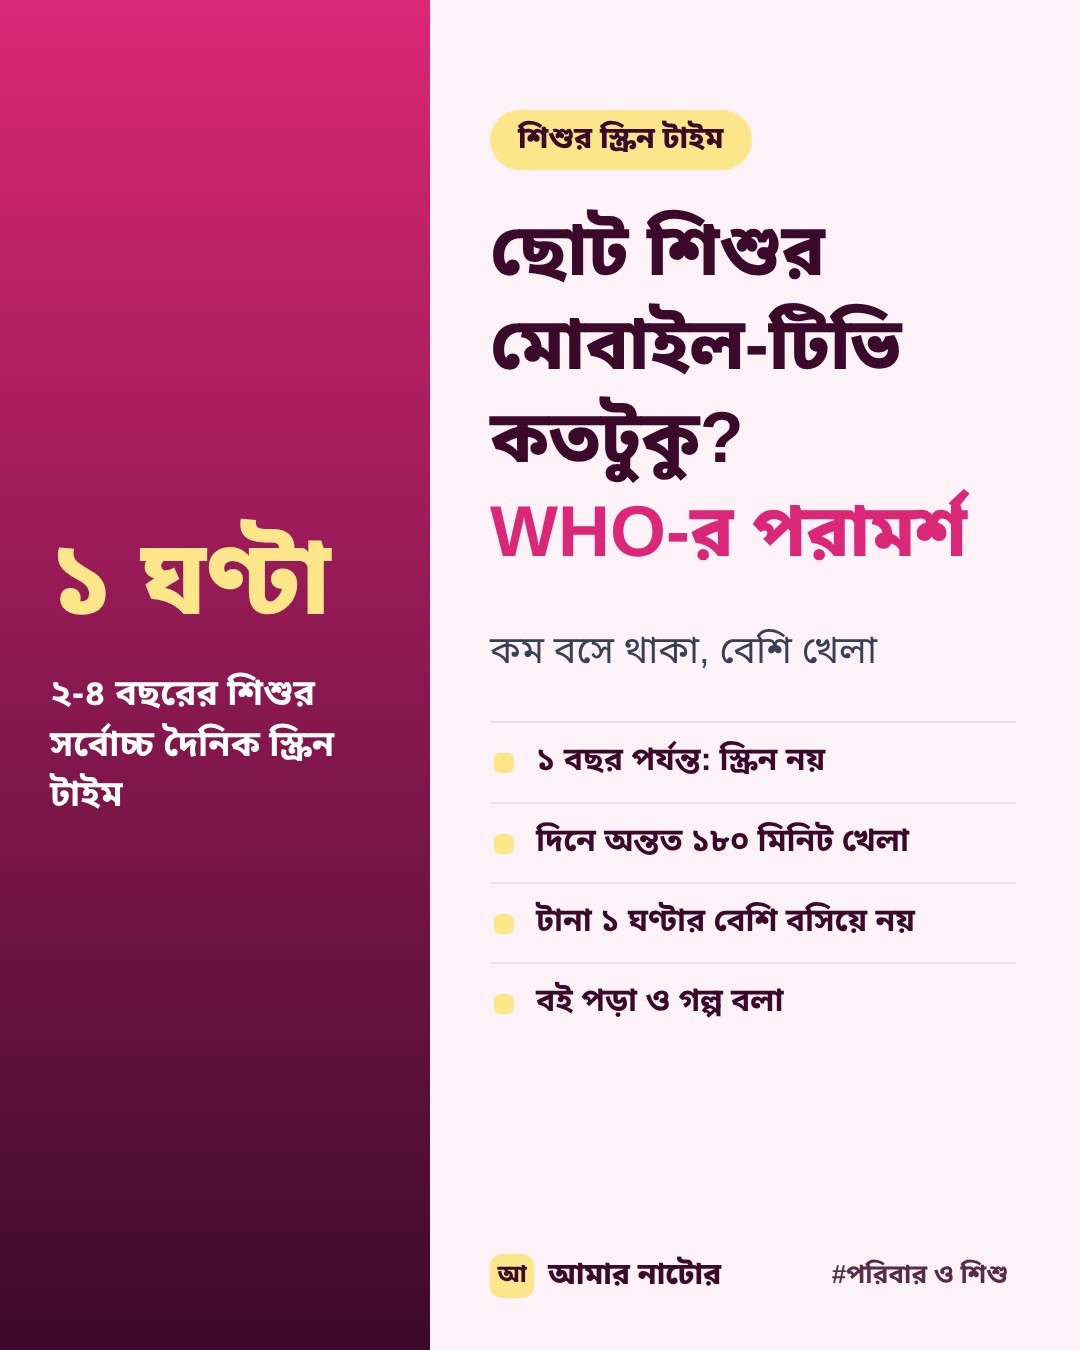 ১ ঘণ্টা
২-৪ বছরের শিশুর
সর্বোচ্চ দৈনিক স্ক্রিন
টাইম
শিশুর স্ক্রিন টাইম
ছোট শিশুর
মোবাইল-টিভি
কতটুকু?
WHO-র পরামর্শ
কম বসে থাকা, বেশি খেলা
১ বছর পর্যন্ত: স্ক্রিন নয়
দিনে অন্তত ১৮০ মিনিট খেলা
টানা ১ ঘণ্টার বেশি বসিয়ে নয়
বই পড়া ও গল্প বলা
আ আমার নাটোর
#পরিবার ও শিশু